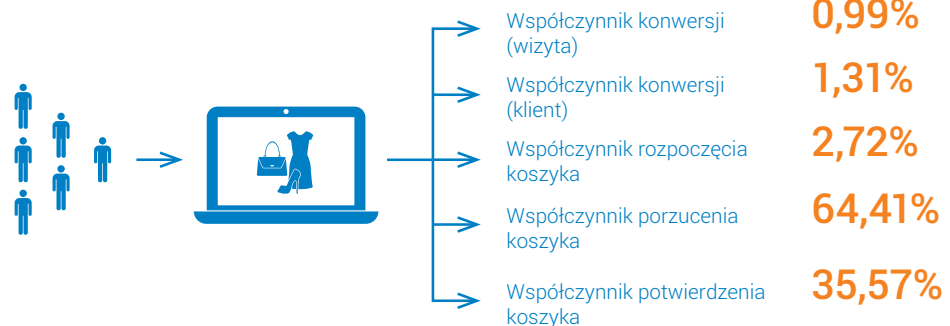 Współczynnik konwersji
(wizyta)
0,99%
Współczynnik konwersji
(klient)
1,31%
Współczynnik rozpoczęcia
koszyka
2,72%
Współczynnik porzucenia
koszyka
64,41%
Współczynnik potwierdzenia
koszyka
35,57%